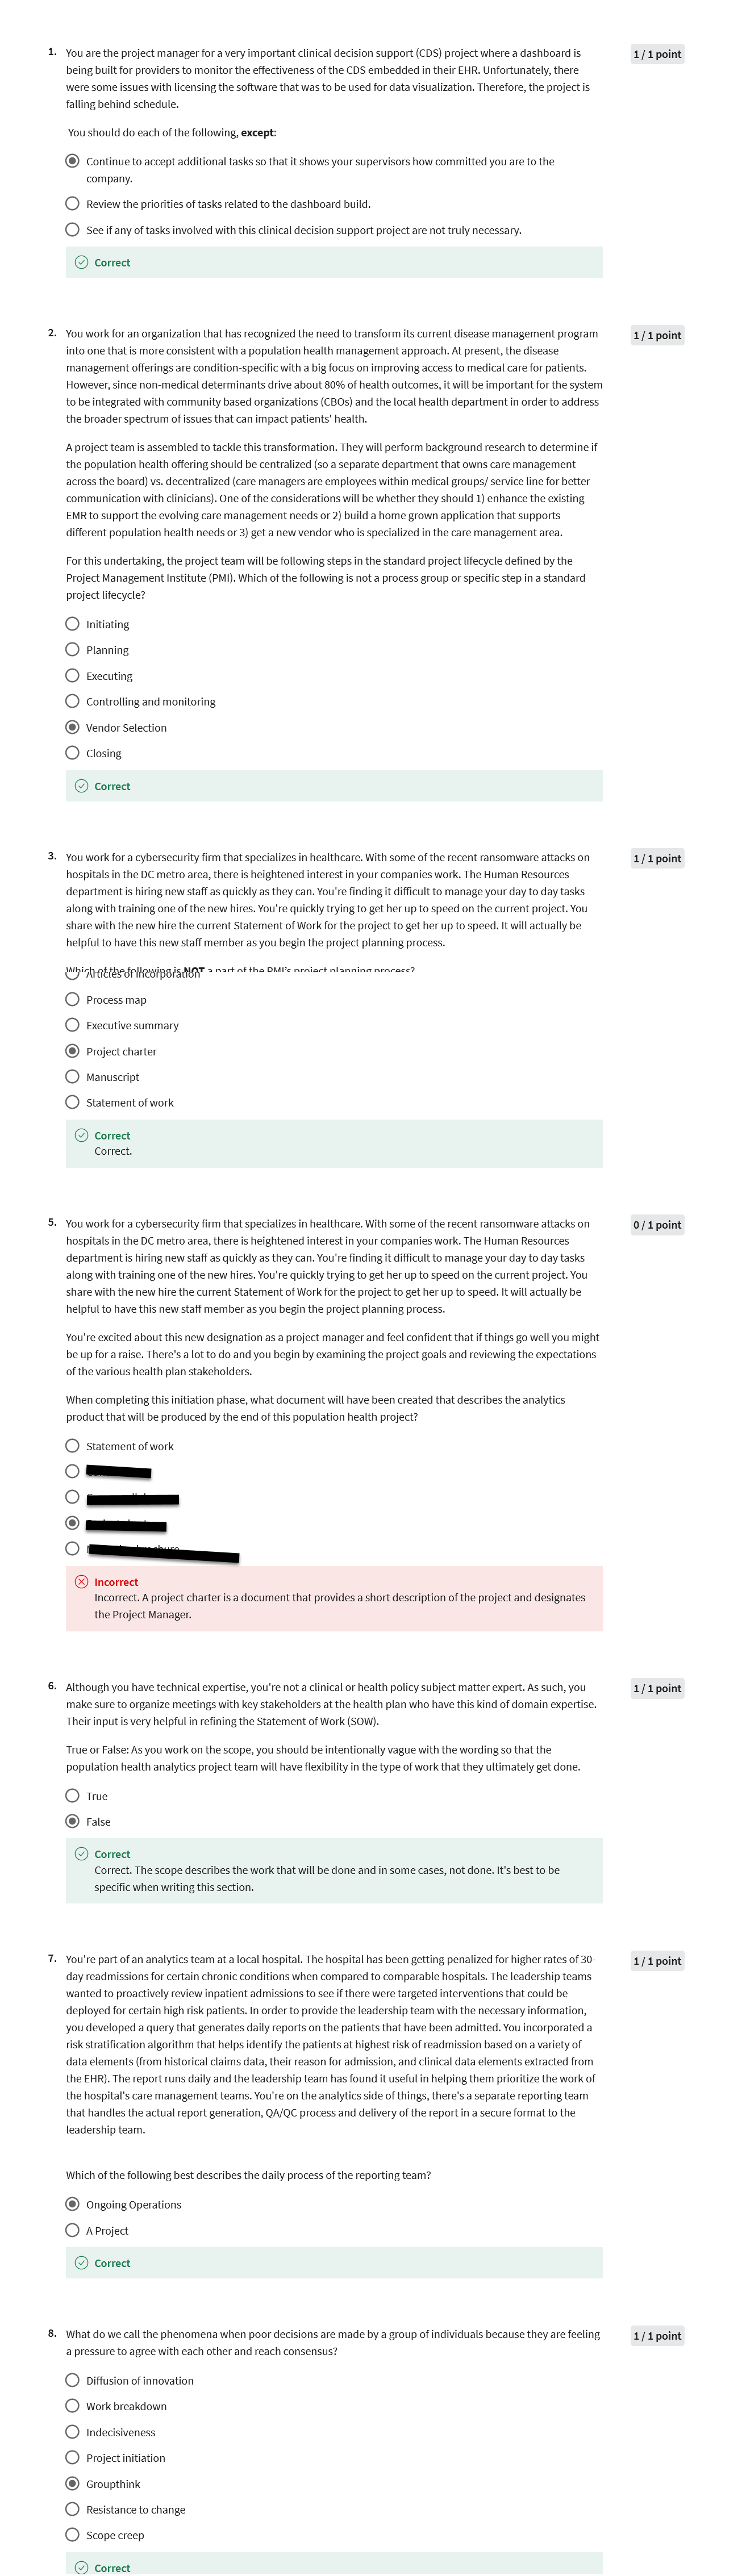 1.
1 / 1 point
You are the project manager for a very important clinical decision support (CDS) project where a dashboard is
being built for providers to monitor the effectiveness of the CDS embedded in their EHR. Unfortunately, there
were some issues with licensing the software that was to be used for data visualization. Therefore, the project is
falling behind schedule.
You should do each of the following, except:
Continue to accept additional tasks so that it shows your supervisors how committed you are to the
company.
Review the priorities of tasks related to the dashboard build.
See if any of tasks involved with this clinical decision support project are not truly necessary.
Correct
2.
1 / 1 point
You work for an organization that has recognized the need to transform its current disease management program
into one that is more consistent with a population health management approach. At present, the disease
management offerings are condition-specific with a big focus on improving access to medical care for patients.
However, since non-medical determinants drive about 80% of health outcomes, it will be important for the system
to be integrated with community based organizations (CBOs) and the local health department in order to address
the broader spectrum of issues that can impact patients' health.
A project team is assembled to tackle this transformation. They will perform background research to determine if
the population health offering should be centralized (so a separate department that owns care management
across the board) vs. decentralized (care managers are employees within medical groups/ service line for better
communication with clinicians). One of the considerations will be whether they should 1) enhance the existing
EMR to support the evolving care management needs or 2) build a home grown application that supports
different population health needs or 3) get a new vendor who is specialized in the care management area.
For this undertaking, the project team will be following steps in the standard project lifecycle defined by the
Project Management Institute (PMI). Which of the following is not a process group or specific step in a standard
project lifecycle?
Initiating
Planning
Executing
Controlling and monitoring
Vendor Selection
Closing
Correct
3.
1 / 1 point
You work for a cybersecurity firm that specializes in healthcare. With some of the recent ransomware attacks on
hospitals in the DC metro area, there is heightened interest in your companies work. The Human Resources
department is hiring new staff as quickly as they can. You're finding it difficult to manage your day to day tasks
along with training one of the new hires. You're quickly trying to get her up to speed on the current project. You
share with the new hire the current Statement of Work for the project to get her up to speed. It will actually be
helpful to have this new staff member as you begin the project planning process.
Which of the following is NOT a part of the PMI's project planning process?
Articles of incorporation
Process map
Executive summary
Project charter
Manuscript
Statement of work
Correct
Correct.
5.
0 / 1 point
You work for a cybersecurity firm that specializes in healthcare. With some of the recent ransomware attacks on
hospitals in the DC metro area, there is heightened interest in your companies work. The Human Resources
department is hiring new staff as quickly as they can. You're finding it difficult to manage your day to day tasks
along with training one of the new hires. You're quickly trying to get her up to speed on the current project. You
share with the new hire the current Statement of Work for the project to get her up to speed. It will actually be
helpful to have this new staff member as you begin the project planning process.
You're excited about this new designation as a project manager and feel confident that if things go well you might
be up for a raise. There's a lot to do and you begin by examining the project goals and reviewing the expectations
of the various health plan stakeholders.
When completing this initiation phase, what document will have been created that describes the analytics
product that will be produced by the end of this population health project?
Statement of work
Incorrect
Incorrect. A project charter is a document that provides a short description of the project and designates
the Project Manager.
6.
1 / 1 point
Although you have technical expertise, you're not a clinical or health policy subject matter expert. As such, you
make sure to organize meetings with key stakeholders at the health plan who have this kind of domain expertise.
Their input is very helpful in refining the Statement of Work (SOW).
True or False: As you work on the scope, you should be intentionally vague with the wording so that the
population health analytics project team will have flexibility in the type of work that they ultimately get done.
True
False
Correct
Correct. The scope describes the work that will be done and in some cases, not done. It's best to be
specific when writing this section.
7.
1 / 1 point
You're part of an analytics team at a local hospital. The hospital has been getting penalized for higher rates of 30-
day readmissions for certain chronic conditions when compared to comparable hospitals. The leadership teams
wanted to proactively review inpatient admissions to see if there were targeted interventions that could be
deployed for certain high risk patients. In order to provide the leadership team with the necessary information,
you developed a query that generates daily reports on the patients that have been admitted. You incorporated a
risk stratification algorithm that helps identify the patients at highest risk of readmission based on a variety of
data elements (from historical claims data, their reason for admission, and clinical data elements extracted from
the EHR). The report runs daily and the leadership team has found it useful in helping them prioritize the work of
the hospital's care management teams. You're on the analytics side of things, there's a separate reporting team
that handles the actual report generation, QA/QC process and delivery of the report in a secure format to the
leadership team.
Which of the following best describes the daily process of the reporting team?
Ongoing Operations
A Project
Correct
8.
1 / 1 point
What do we call the phenomena when poor decisions are made by a group of individuals because they are feeling
a pressure to agree with each other and reach consensus?
Diffusion of innovation
Work breakdown
Indecisiveness
Project initiation
Groupthink
Resistance to change
Scope creep
Correct